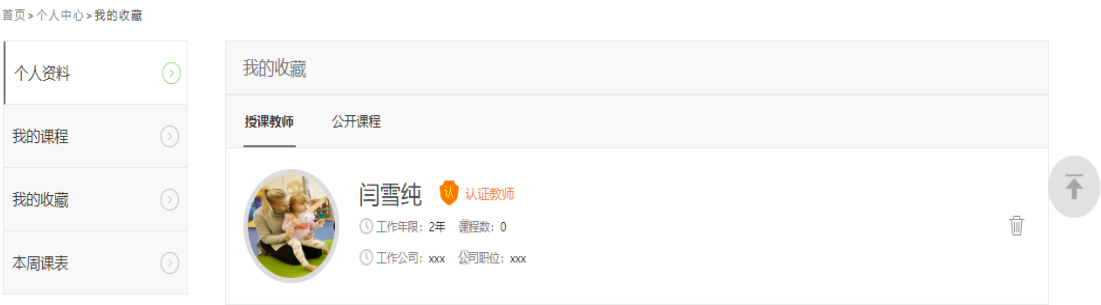 首页>个人中心>我的收藏
个人资料
我的课程
我的收藏
本周课表
我的收藏
授课教师 公开课程
闫雪纯 认 认证教师
工作年限：2年 课程数：0
工作公司：xxx 公司职位：xxx